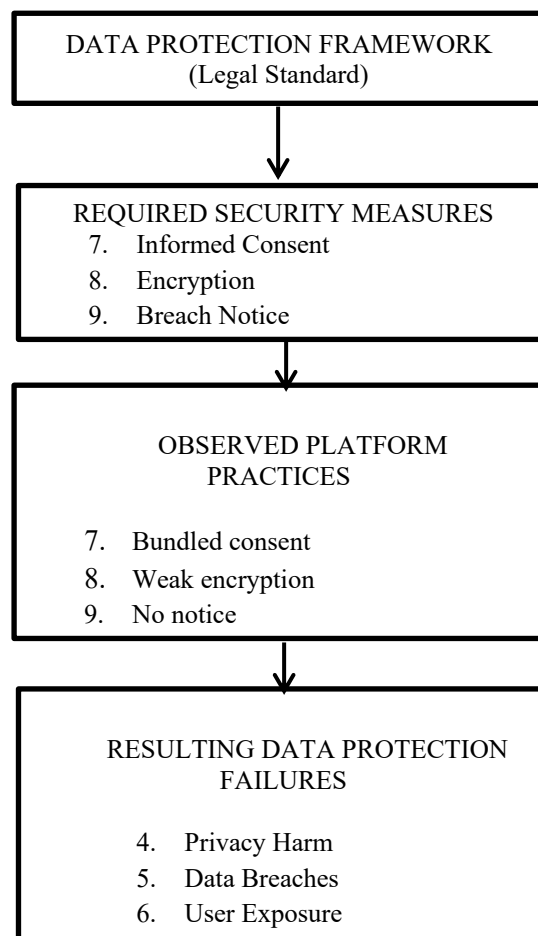 DATA PROTECTION FRAMEWORK
(Legal Standard)
REQUIRED SECURITY MEASURES
7. Informed Consent
8. Encryption
9. Breach Notice
OBSERVED PLATFORM
PRACTICES
7. Bundled consent
8. Weak encryption
9. No notice
RESULTING DATA PROTECTION
FAILURES
4. Privacy Harm
5. Data Breaches
6. User Exposure